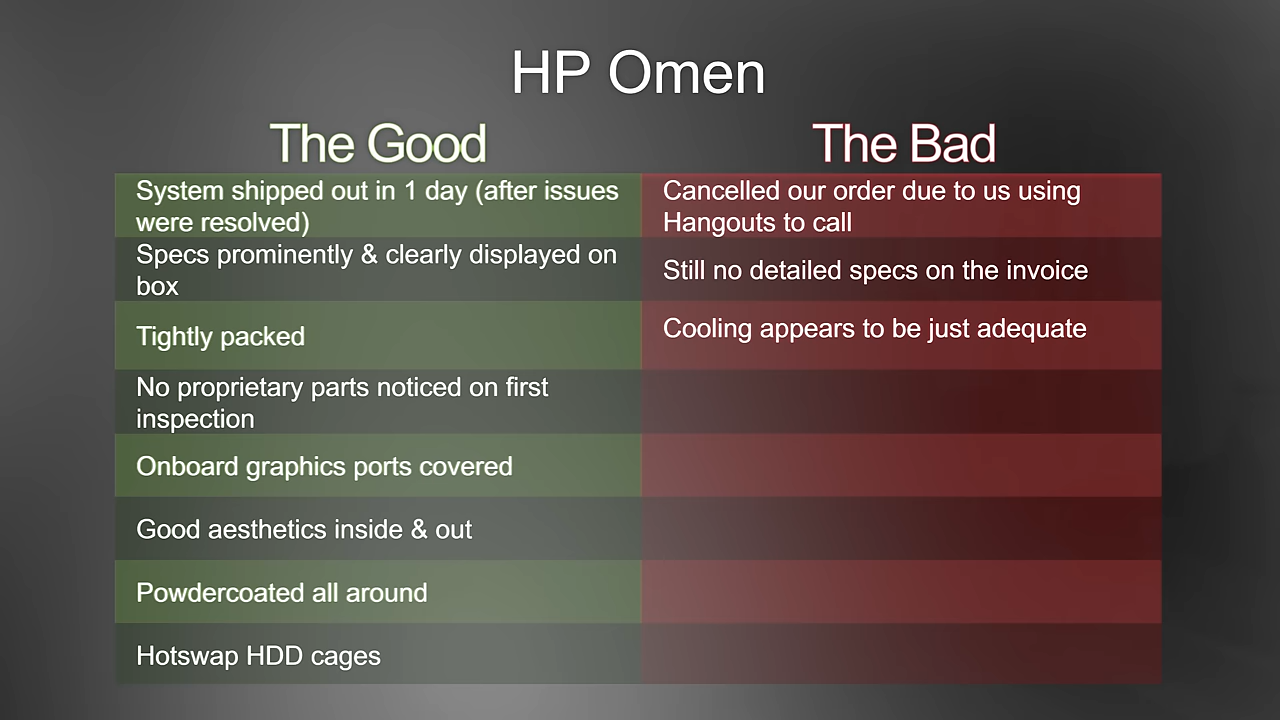 HP Omen
The Good
The Bad
System shipped out in 1 day (after issues
were resolved)
Cancelled our order due to us using
Hangouts to call
Specs prominently & clearly displayed on
box
Still no detailed specs on the invoice
Tightly packed
Cooling appears to be just adequate
No proprietary parts noticed on first
inspection
Onboard graphics ports covered
Good aesthetics inside & out
Powdercoated all around
Hotswap HDD cages